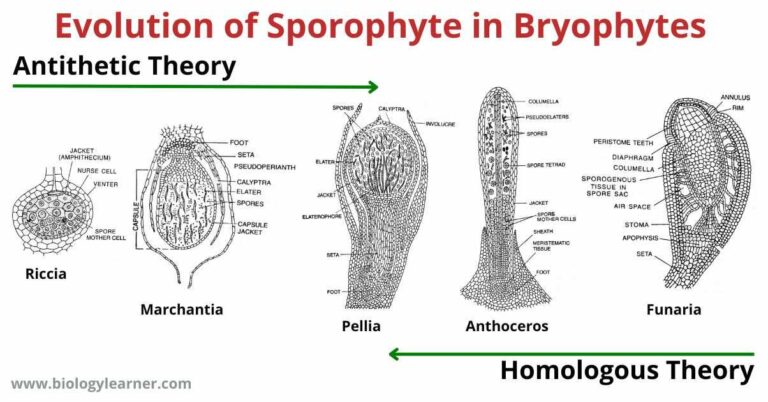 Evolution of Sporophyte in Bryophytes
Antithetic Theory
JACKET
(AMPHITHECIUM)
NURSE CELL
VENTER
SPORE
MOTHER CELL
Riccia
FOOT
SETA
PSEUDOPERIANTH
CALYPTRA
ELATER
SPORES
CAPSULE
JACKET
CAPSULE
Marchantia
SPORES
CALYPTRA
INVOLUCRE
ELATER
JACKET
ELATEROPHORE
SETA
FOOT
Pellia
COLUMELLA
PSEUDOELATERS
SPORES
SPORE TETRAD
JACKET
SPORE
MOTHER CELLS
SHEATH
MERISTEMATIC
TISSUE
FOOT
Anthoceros
ANNULUS
RIM
PERISTOME TEETH
DIAPHRAGM
COLUMELLA
SPOROGENOUS
TISSUE IN
SPORE SAC
AIR SPACE
STOMA
APOPHYSIS
SETA
Funaria
Homologous Theory
www.biologylearner.com